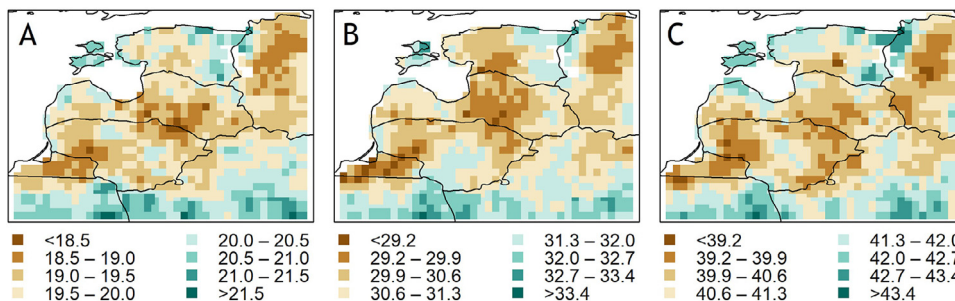 A B C
<18.5 20.0 – 20.5 <29.2 31.3 – 32.0 <39.2 41.3 – 42.0
18.5 – 19.0 20.5 – 21.0 29.2 – 29.9 32.0 – 32.7 39.2 – 39.9 42.0 – 42.7
19.0 – 19.5 21.0 – 21.5 29.9 – 30.6 32.7 – 33.4 39.9 – 40.6 42.7 – 43.4
19.5 – 20.0 >21.5 30.6 – 31.3 >33.4 40.6 – 41.3 >43.4